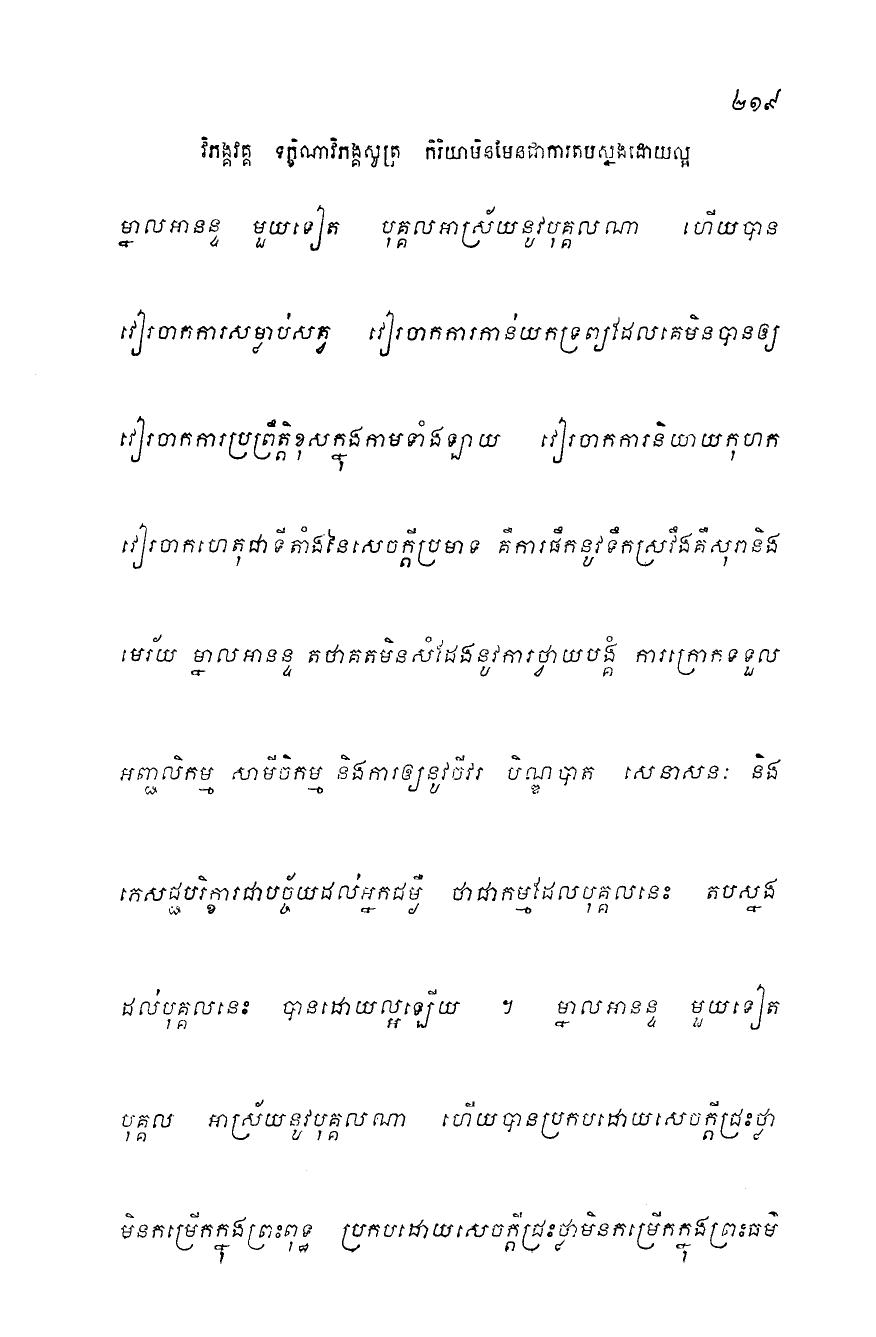 ២១៩
វិភង្គវគ្គ ទក្ខិណាវិភង្គសូត្រ កិរិយាមិនមែនជាការតបស្នងដោយល្អ
ម្នាលអានន្ទ មួយទៀត បុគ្គលអាស្រ័យនូវបុគ្គលណា ហើយបាន
វៀរចាកការសម្លាប់សត្វ វៀរចាកការកាន់យកទ្រព្យដែលគេមិនបានឲ្យ
វៀរចាកការប្រព្រឹត្តិខុសក្នុងកាមទាំងឡាយ វៀរចាកការនិយាយកុហក
វៀរចាកហេតុជាទីតាំងនៃសេចក្តីប្រមាទ គឺការផឹកនូវទឹកស្រវឹងគឺសុរានិង
មេរ័យ ម្នាលអានន្ទ តថាគតមិនសំដែងនូវការថ្វាយបង្គំ ការក្រោកទទួល
អញ្ជលិកម្ម សាមីចិកម្ម និងការឲ្យនូវចីវរ បិណ្ឌបាត សេនាសនៈ និង
ភេសជ្ជបរិក្ខារជាបច្ច័យដល់អ្នកជម្ងឺ ថាជាកម្មដែលបុគ្គលនេះ តបស្នង
ដល់បុគ្គលនេះ បានដោយល្អឡើយ ។ ម្នាលអានន្ទ មួយទៀត
បុគ្គល អាស្រ័យនូវបុគ្គលណា ហើយបានប្រកបដោយសេចក្តីជ្រះថ្លា
មិនកម្រើកក្នុងព្រះពុទ្ធ ប្រកបដោយសេចក្តីជ្រះថ្លាមិនកម្រើកក្នុងព្រះធម៌